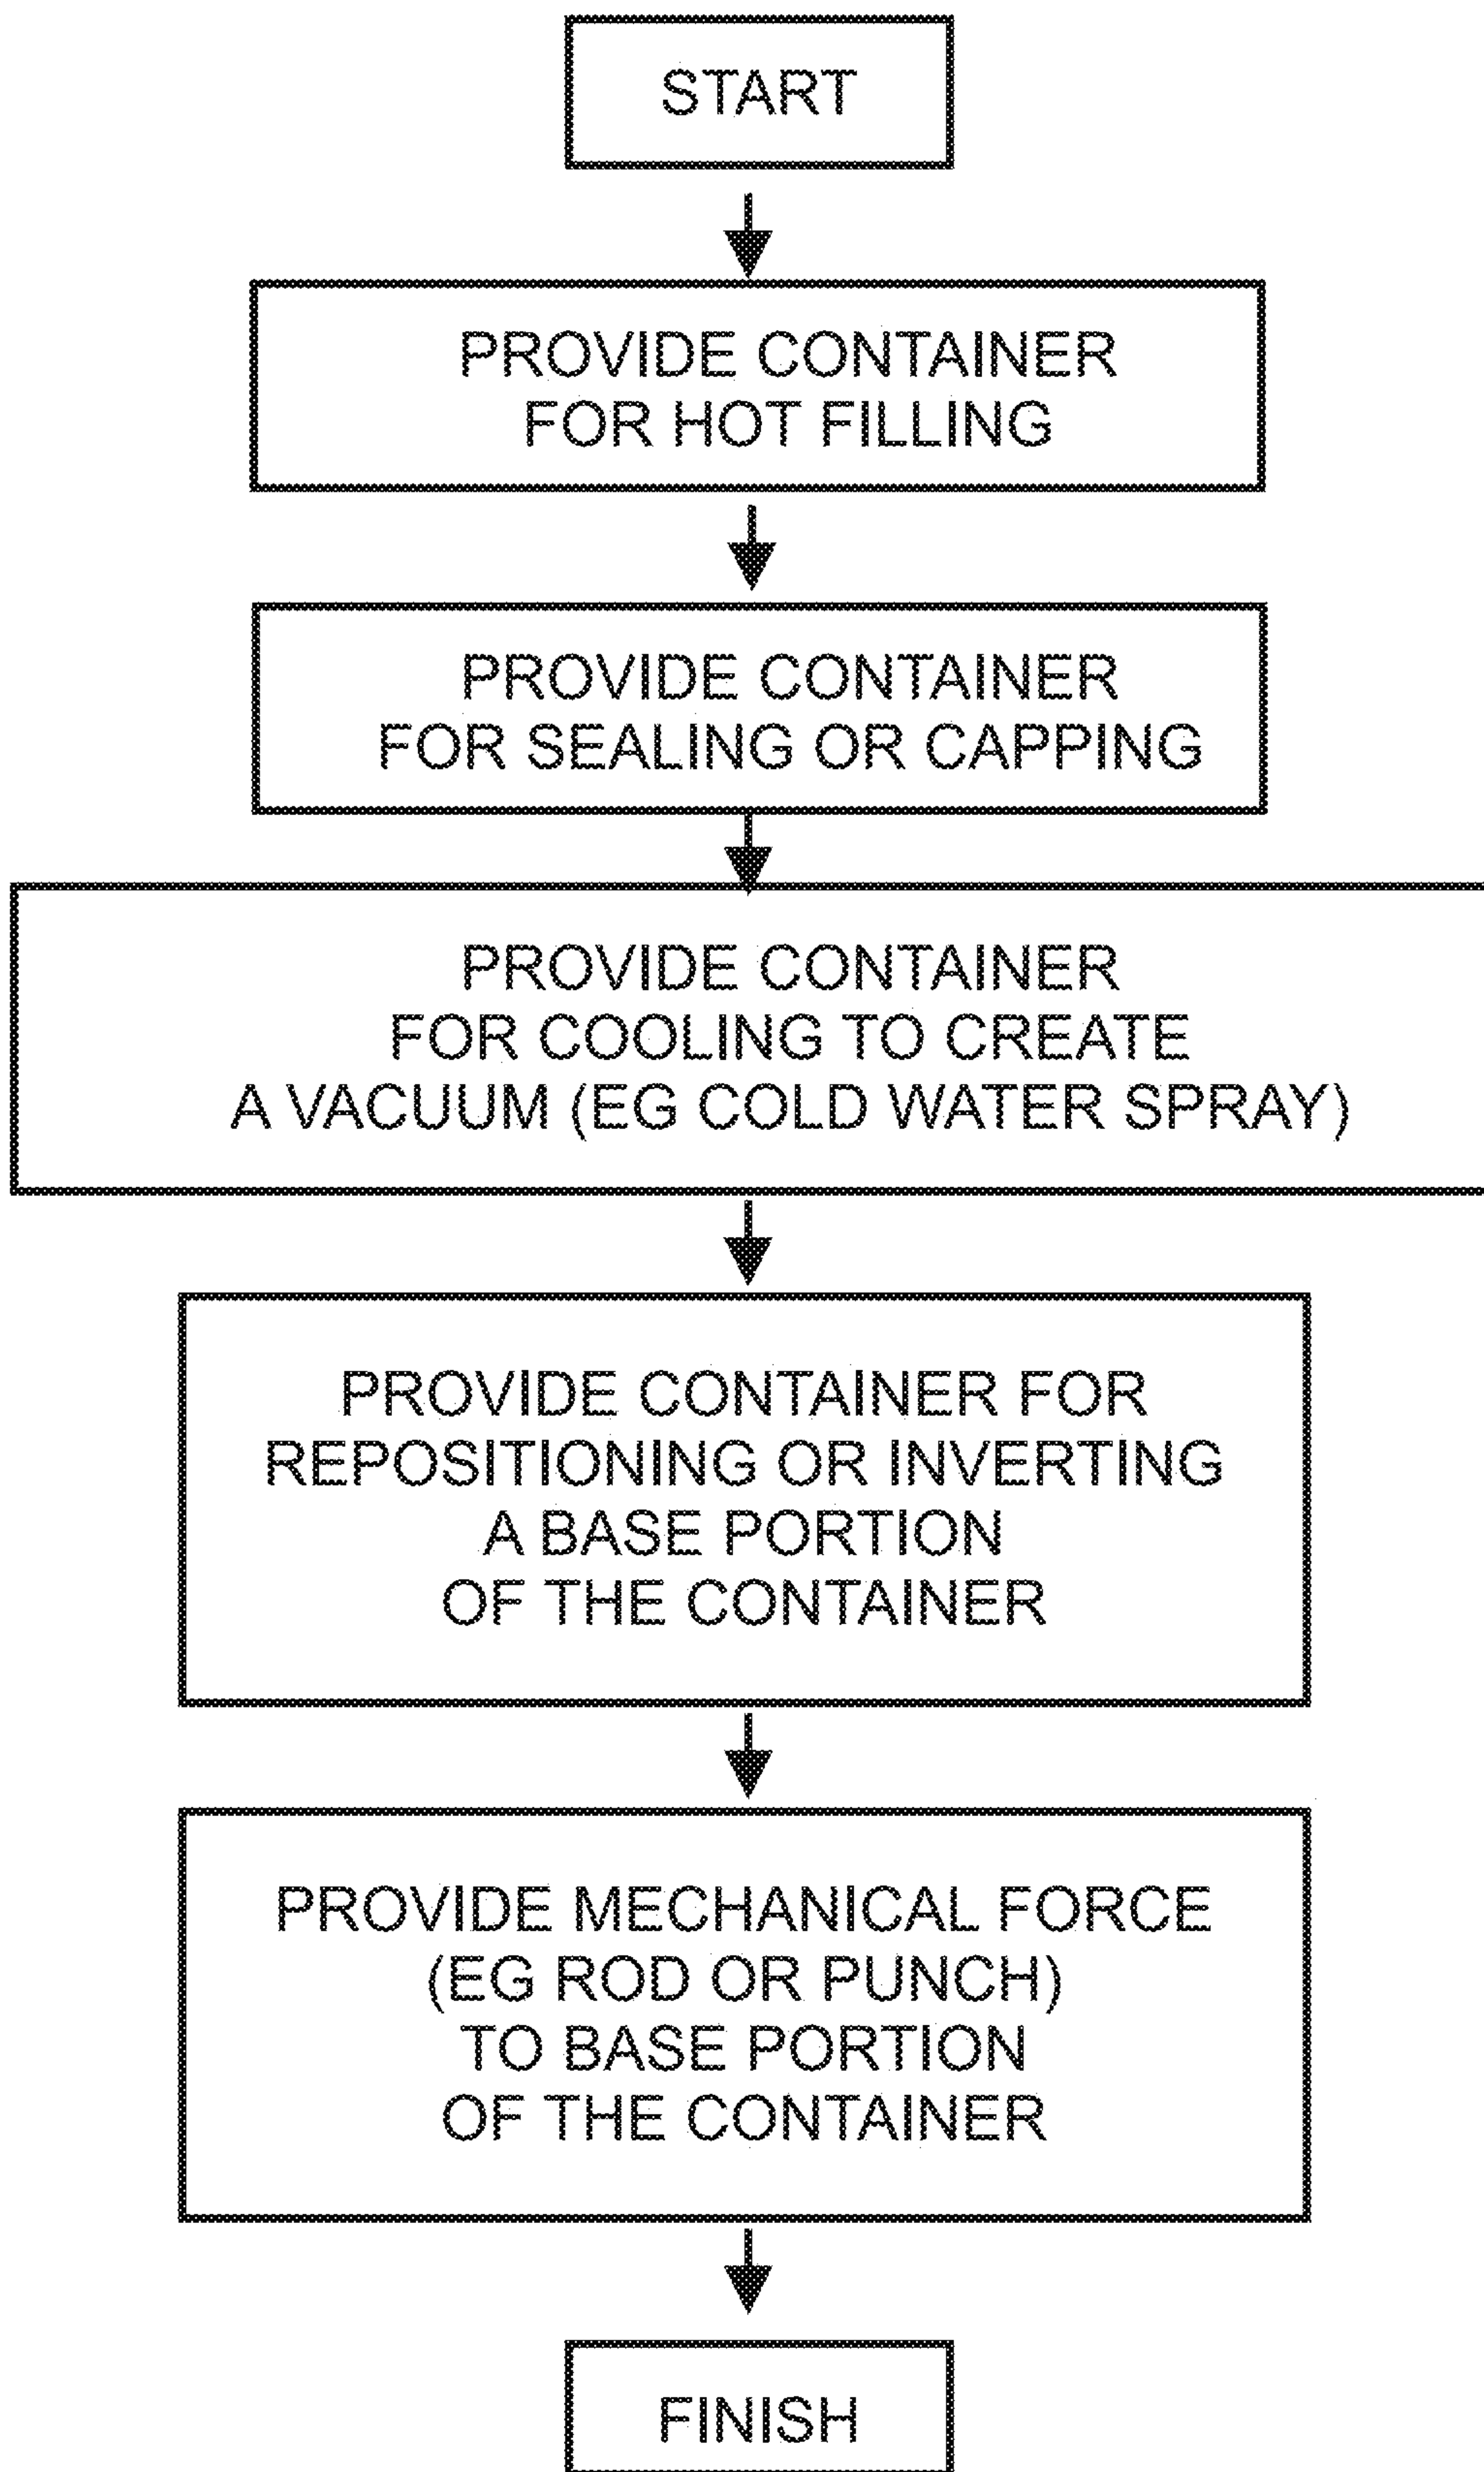 START
PROVIDE CONTAINER
FOR HOT FILLING
PROVIDE CONTAINER
FOR SEALING OR CAPPING
PROVIDE CONTAINER
FOR COOLING TO CREATE
A VACUUM (EG COLD WATER SPRAY)
PROVIDE CONTAINER FOR
REPOSITIONING OR INVERTING
A BASE PORTION
OF THE CONTAINER
PROVIDE MECHANICAL FORCE
(EG ROD OR PUNCH)
TO BASE PORTION
OF THE CONTAINER
FINISH